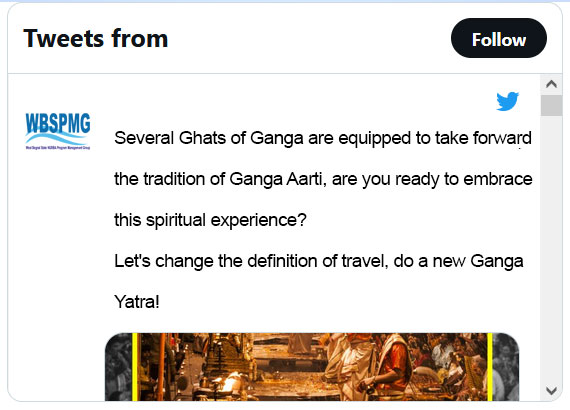 Tweets from
Follow
WBSPMG
Several Ghats of Ganga are equipped to take forward
the tradition of Ganga Aarti, are you ready to embrace
this spiritual experience?
Let's change the definition of travel, do a new Ganga
Yatra!